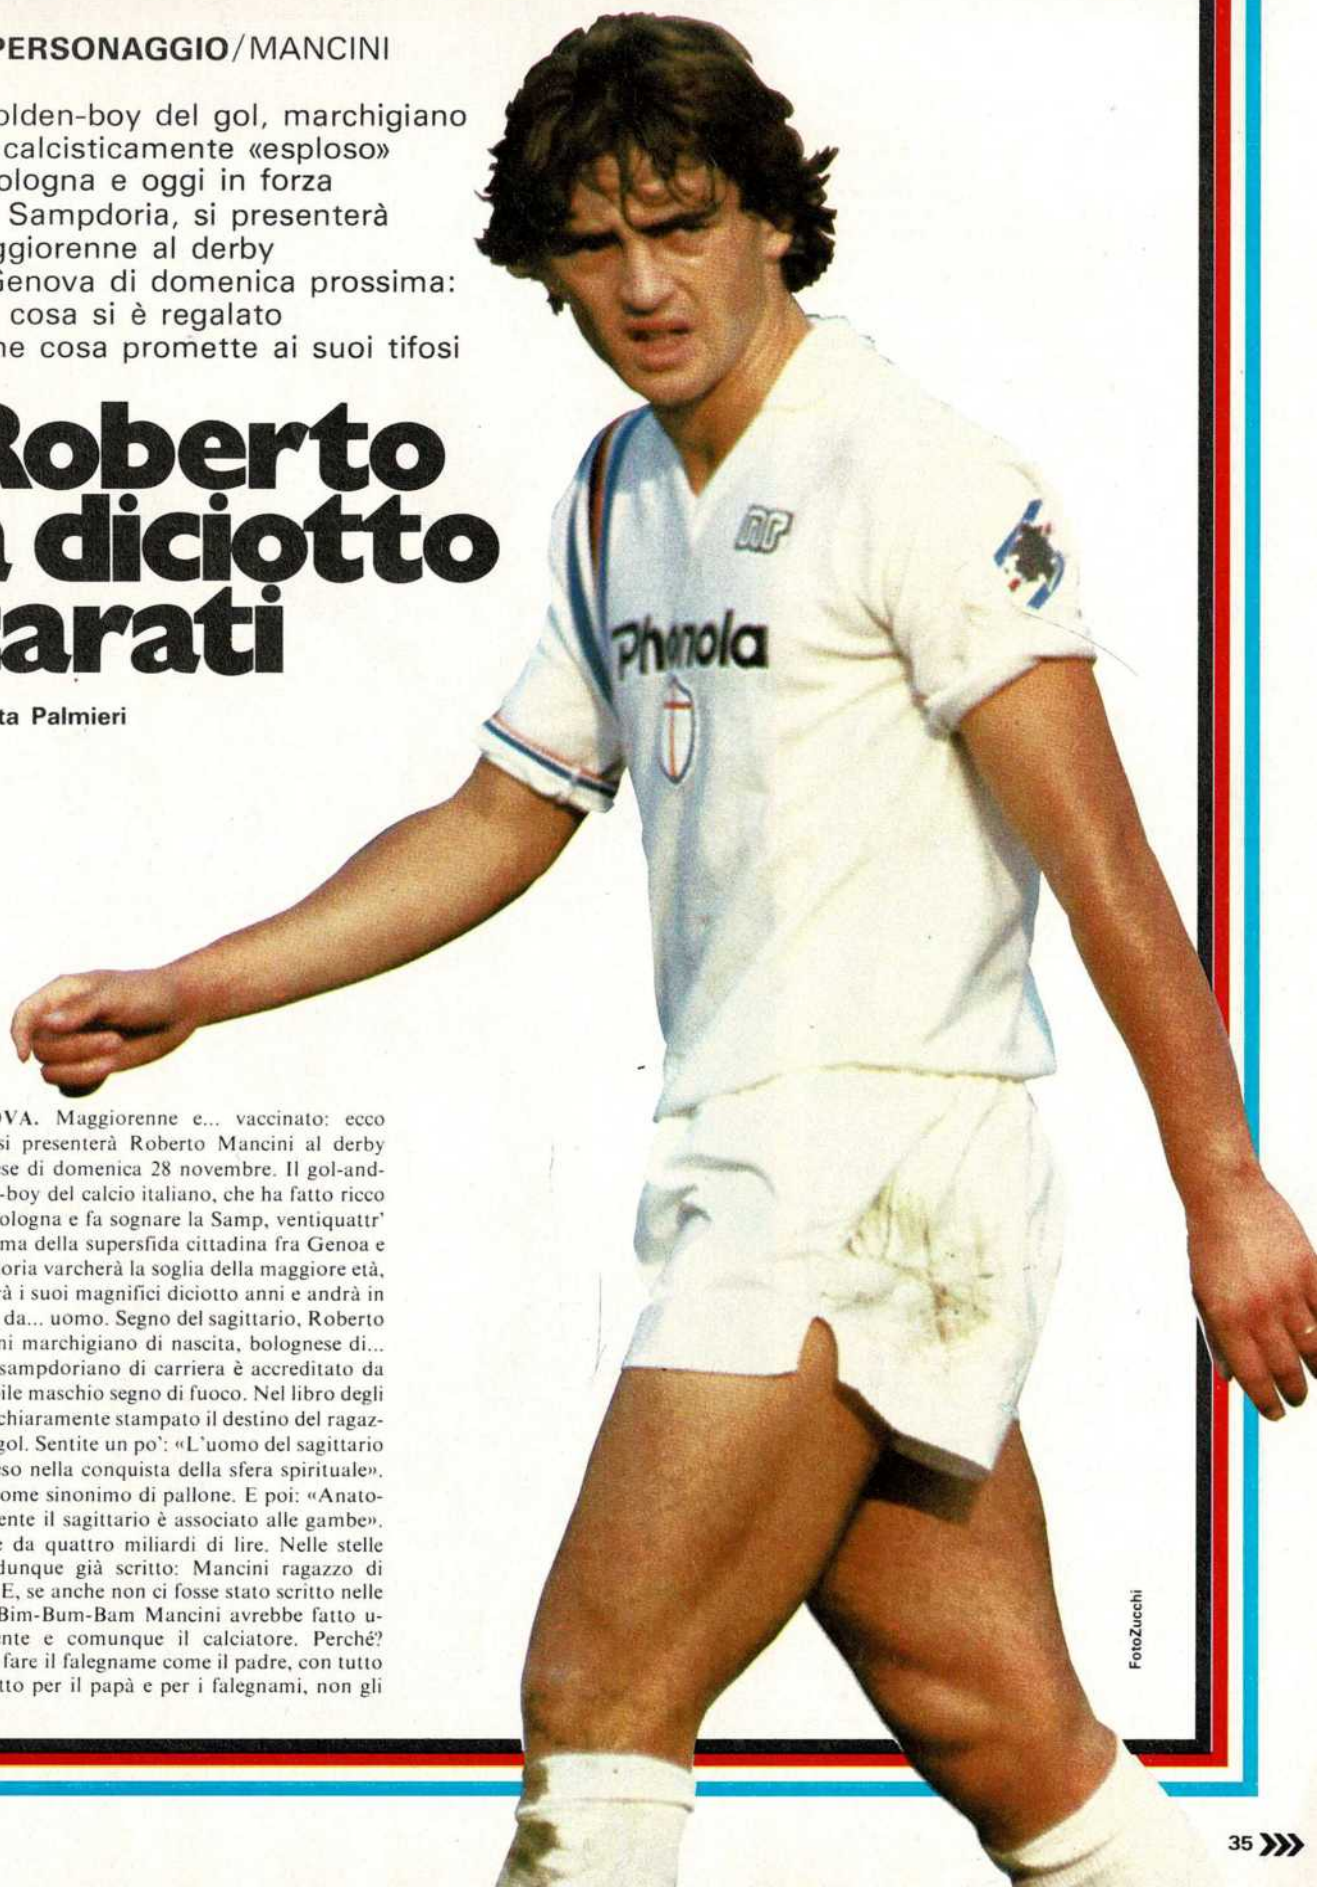 PERSONAGGIO/MANCINI
olden-boy del gol, marchigiano
calcisticamente «esploso»
ologna e oggi in forza
Sampdoria, si presenterà
ggiorenne al derby
Genova di domenica prossima:
cosa si è regalato
he cosa promette ai suoi tifosi
Roberto
a diciotto
carati
ta Palmieri
nr
Phonola
OVA. Maggiorenne e... vaccinato: ecco
si presenterà Roberto Mancini al derby
se di domenica 28 novembre. Il gol-and-
-boy del calcio italiano, che ha fatto ricco
ologna e fa sognare la Samp, ventiquattr'
ma della supersfida cittadina fra Genoa e
oria varcherà la soglia della maggiore età,
rà i suoi magnifici diciotto anni e andrà in
da... uomo. Segno del sagittario, Roberto
ni marchigiano di nascita, bolognese di...
sampdoriano di carriera è accreditato da
ile maschio segno di fuoco. Nel libro degli
chiaramente stampato il destino del ragaz-
gol. Sentite un po': «L'uomo del sagittario
so nella conquista della sfera spirituale».
ome sinonimo di pallone. E poi: «Anato-
ente il sagittario è associato alle gambe».
e da quattro miliardi di lire. Nelle stelle
dunque già scritto: Mancini ragazzo di
E, se anche non ci fosse stato scritto nelle
Bim-Bum-Bam Mancini avrebbe fatto u-
nte e comunque il calciatore. Perché?
fare il falegname come il padre, con tutto
tto per il papà e per i falegnami, non gli
FotoZucchi
35